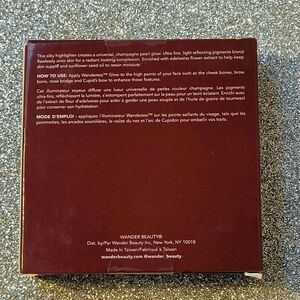 This silky highlighter creates a universal, champagne pearl glow! Ultra fine, light reflecting pigments blend
flawlessly onto skin for a radiant looking complexion. Enriched with edelweiss flower extract to help keep
skin supple and sunflower seed oil to retain moisture.
HOW TO USE: Apply Wanderess™ Glow to the high points of your face such as the cheek bones, brow
bone, nose bridge and Cupid's bow to enhance those features.
Cet illuminateur soyeux diffuse une lueur universelle de perles couleur champagne. Les pigments
ultra-fins, réfléchissant la lumière, s'estompent parfaitement sur la peau pour un teint éclatant. Enrichi avec
de l'extrait de fleur d'edelweiss pour aider à garder une peau souple et de l'huile de graines de tournesol
pour conserver son hydratation.
MODE D'EMPLOI : appliquez l'illuminateur Wanderess™ sur les points saillants du visage, tels que les
pommettes, les arcades sourcilières, le voûte du nez et l'arc de Cupidon pour embellir vos traits.
WANDER BEAUTY®
Dist. by/Par Wander Beauty Inc, New York, NY 10018
Made in Taiwan/Fabriqué à Taiwan
wanderbeauty.com @wander_beauty